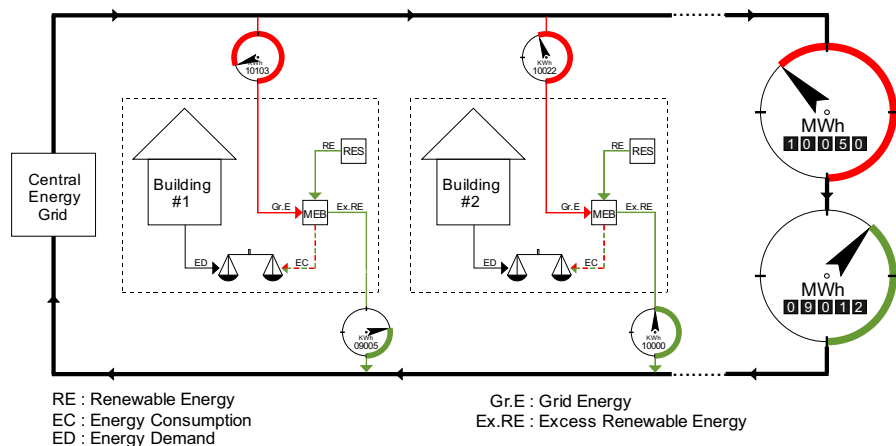 KWh
10103
KWh
10022
MWh
10050
RE
RES
RE
RES
Central
Energy
Grid
Building
#1
Gr.E
MEB
Ex.RE
Building
#2
Gr.E
MEB
Ex.RE
ED
EC
ED
EC
MWh
09012
KWh
09005
KWh
10000
RE : Renewable Energy
EC : Energy Consumption
ED : Energy Demand
Gr.E : Grid Energy
Ex.RE : Excess Renewable Energy